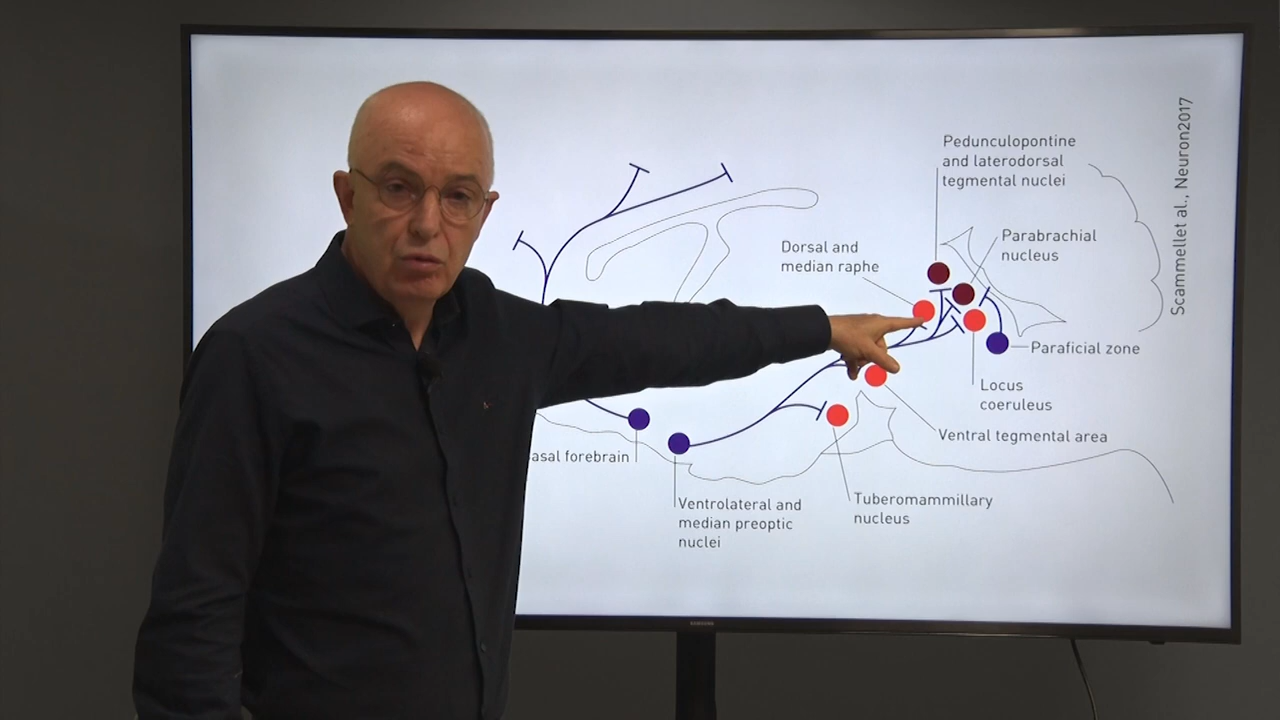 Pedunculopontine
and laterodorsal
tegmental nuclei
Scammellet al., Neuron2017
Parabrachial
nucleus
Dorsal and
median raphe
Paraficial zone
Locus
coeruleus
Ventral tegmental area
asal forebrain
Ventrolateral and
median preoptic
nuclei
Tuberomammillary
nucleus
SAMSUNG